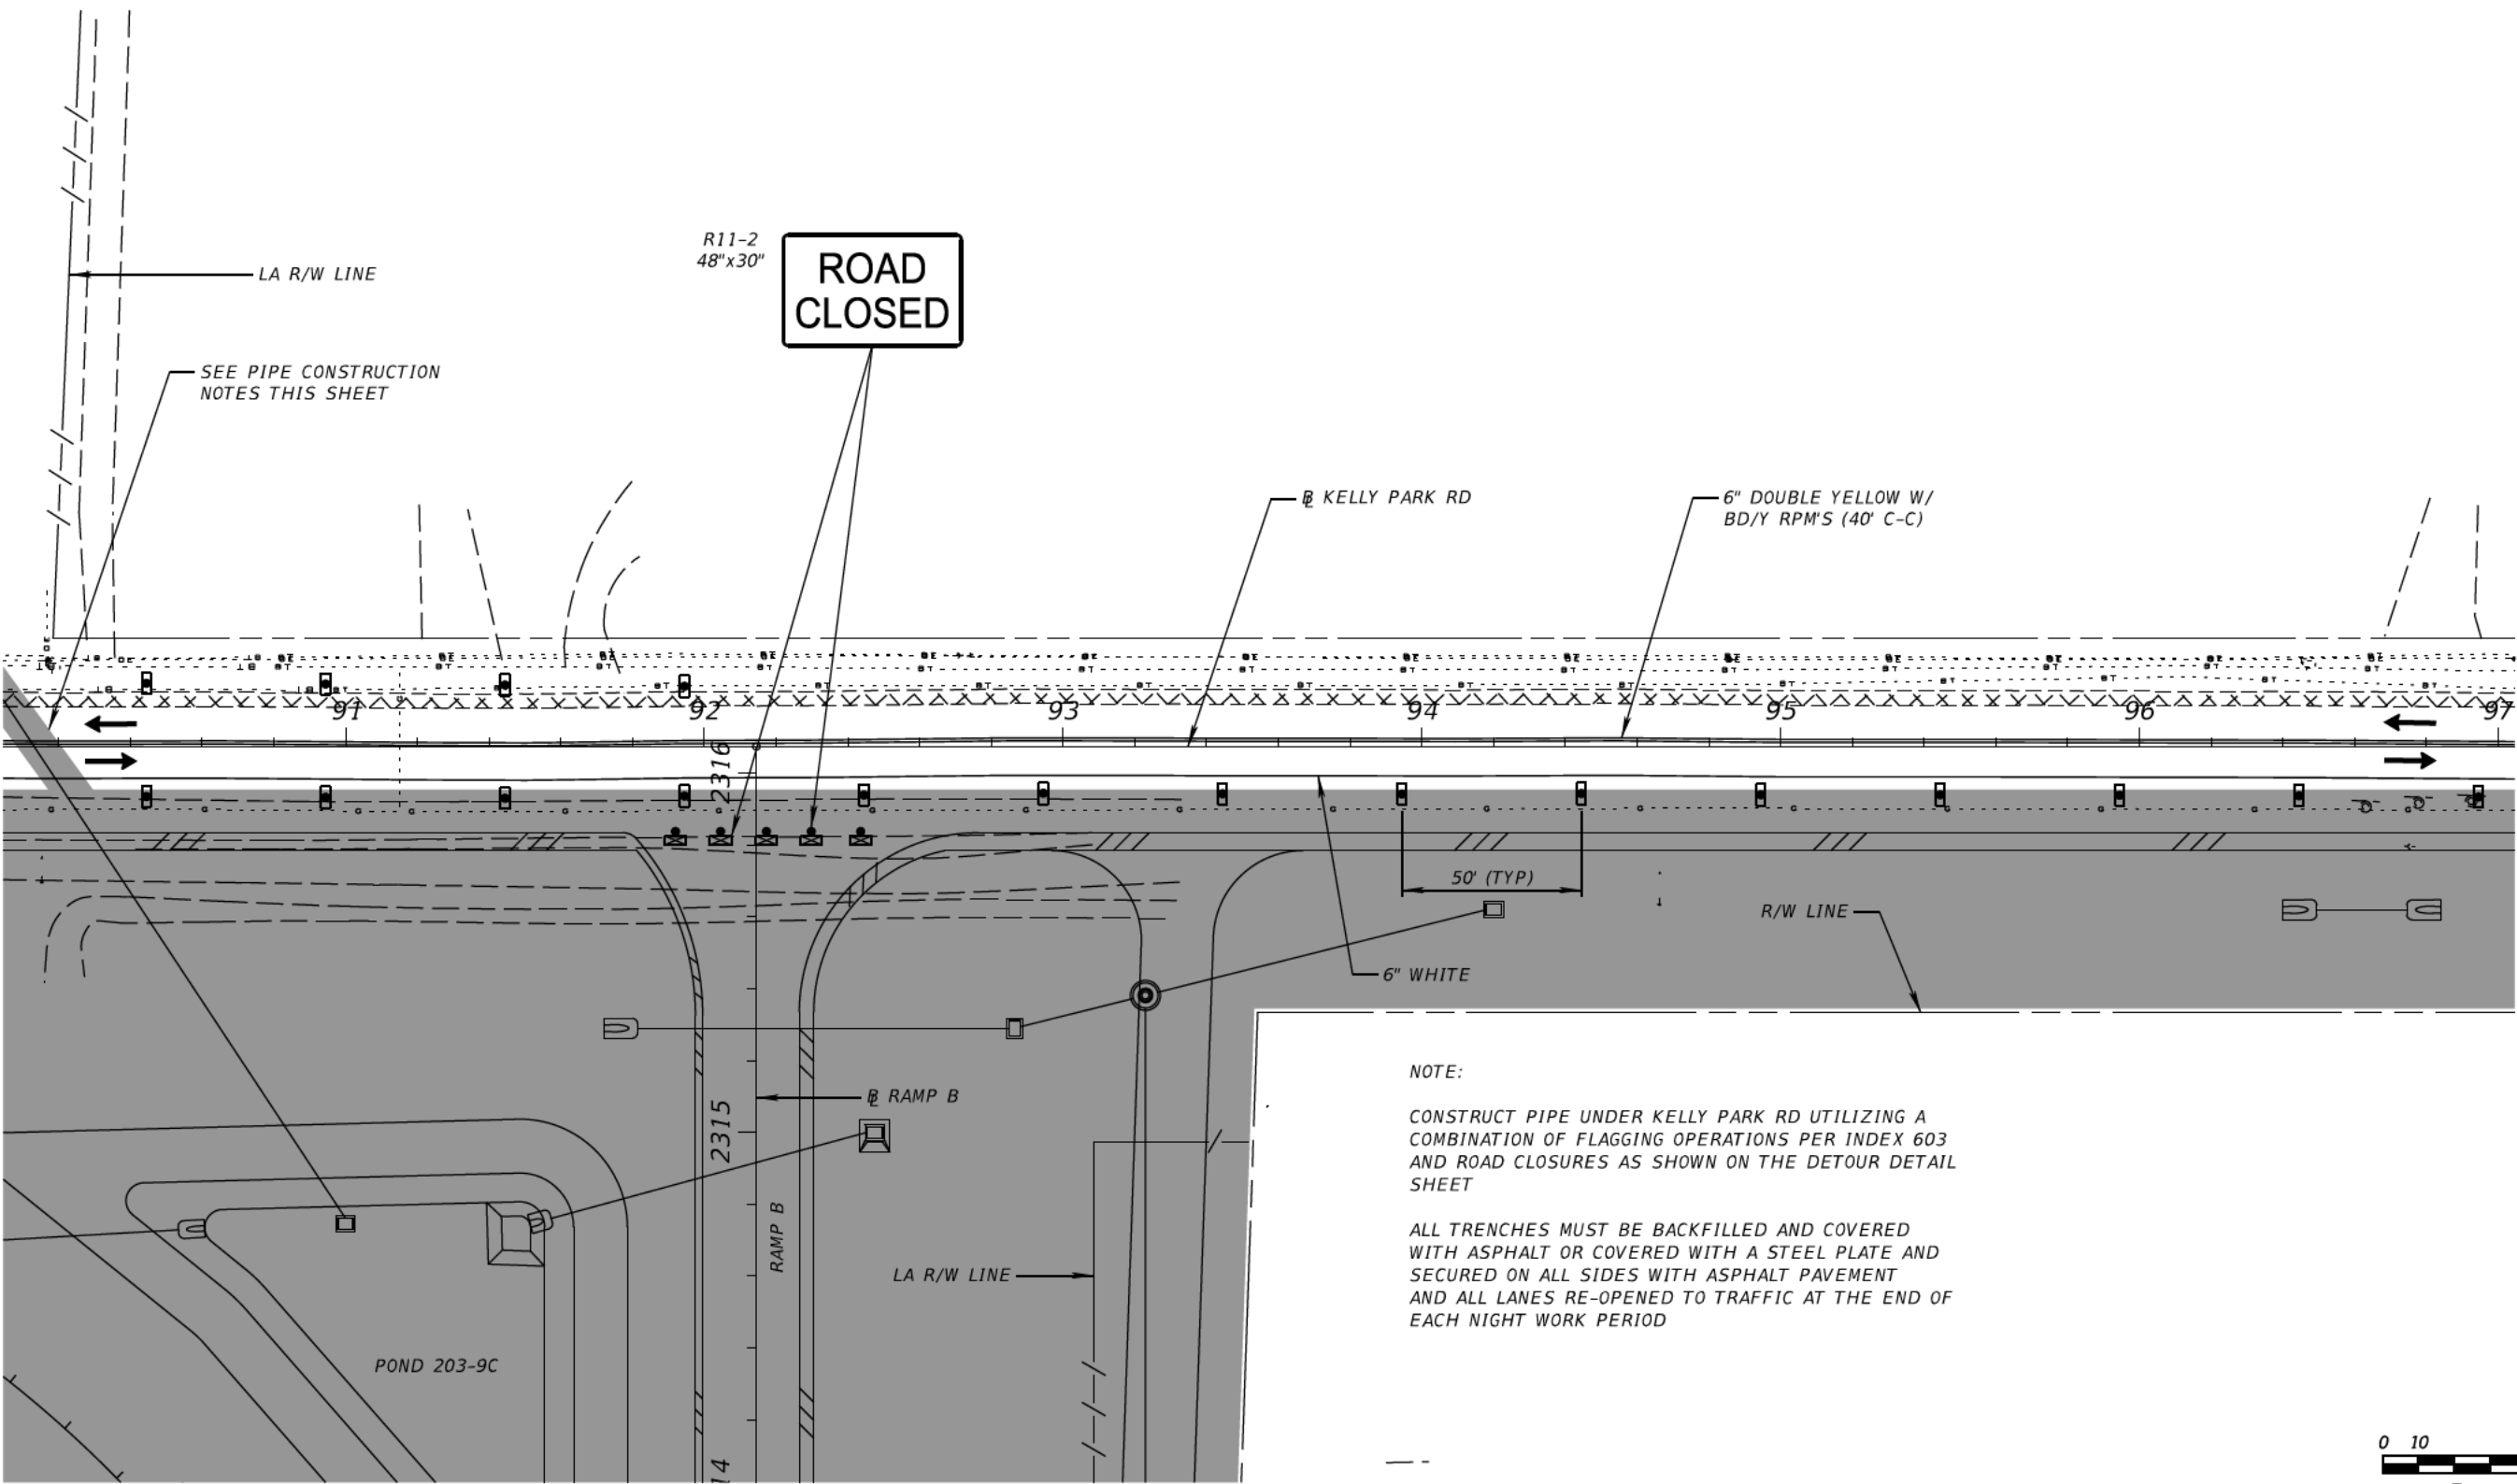 R11-2
48"x30"
ROAD
CLOSED
LA R/W LINE
SEE PIPE CONSTRUCTION
NOTES THIS SHEET
BL KELLY PARK RD
6" DOUBLE YELLOW W/
BD/Y RPM'S (40' C-C)
91
92
93
94
95
96
97
2316
50' (TYP)
R/W LINE
6" WHITE
BL RAMP B
2315
RAMP B
LA R/W LINE
POND 203-9C
14
NOTE:
CONSTRUCT PIPE UNDER KELLY PARK RD UTILIZING A
COMBINATION OF FLAGGING OPERATIONS PER INDEX 603
AND ROAD CLOSURES AS SHOWN ON THE DETOUR DETAIL
SHEET
ALL TRENCHES MUST BE BACKFILLED AND COVERED
WITH ASPHALT OR COVERED WITH A STEEL PLATE AND
SECURED ON ALL SIDES WITH ASPHALT PAVEMENT
AND ALL LANES RE-OPENED TO TRAFFIC AT THE END OF
EACH NIGHT WORK PERIOD
0 10